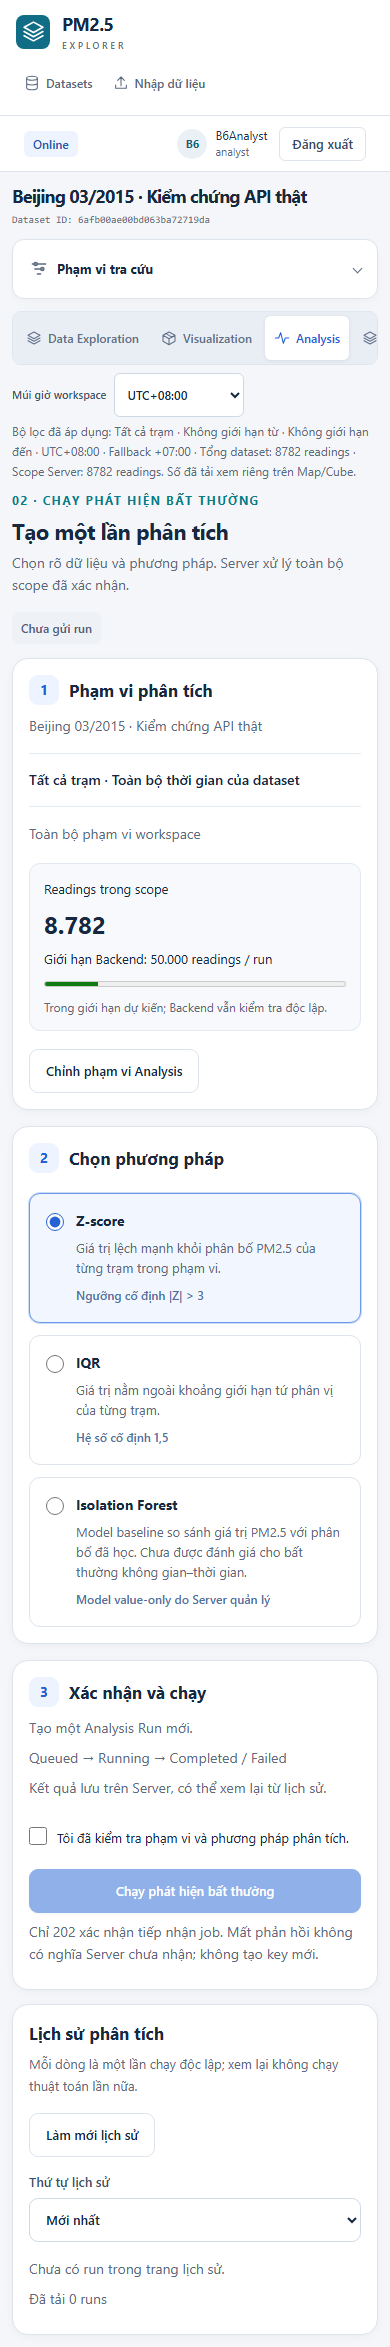 PM2.5
EXPLORER
Datasets
Nhập dữ liệu
Online
B6
B6Analyst
analyst
Đăng xuất
Beijing 03/2015 · Kiểm chứng API thật
Dataset ID: 6afb00ae00bd063ba72719da
Phạm vi tra cứu
Data Exploration
Visualization
Analysis
Múi giờ workspace
UTC+08:00
Bộ lọc đã áp dụng: Tất cả trạm · Không giới hạn từ · Không giới hạn
đến · UTC+08:00 · Fallback +07:00 · Tổng dataset: 8782 readings ·
Scope Server: 8782 readings. Số đã tải xem riêng trên Map/Cube.
02 · CHẠY PHÁT HIỆN BẤT THƯỜNG
Tạo một lần phân tích
Chọn rõ dữ liệu và phương pháp. Server xử lý toàn bộ
scope đã xác nhận.
Chưa gửi run
1
Phạm vi phân tích
Beijing 03/2015 · Kiểm chứng API thật
Tất cả trạm · Toàn bộ thời gian của dataset
Toàn bộ phạm vi workspace
Readings trong scope
8.782
Giới hạn Backend: 50.000 readings / run
Trong giới hạn dự kiến; Backend vẫn kiểm tra độc lập.
Chỉnh phạm vi Analysis
2
Chọn phương pháp
Z-score
Giá trị lệch mạnh khỏi phân bố PM2.5 của
từng trạm trong phạm vi.
Ngưỡng cố định |Z| > 3
IQR
Giá trị nằm ngoài khoảng giới hạn tứ phân vị
của từng trạm.
Hệ số cố định 1,5
Isolation Forest
Model baseline so sánh giá trị PM2.5 với phân
bố đã học. Chưa được đánh giá cho bất
thường không gian–thời gian.
Model value-only do Server quản lý
3
Xác nhận và chạy
Tạo một Analysis Run mới.
Queued → Running → Completed / Failed
Kết quả lưu trên Server, có thể xem lại từ lịch sử.
Tôi đã kiểm tra phạm vi và phương pháp phân tích.
Chạy phát hiện bất thường
Chỉ 202 xác nhận tiếp nhận job. Mất phản hồi không
có nghĩa Server chưa nhận; không tạo key mới.
Lịch sử phân tích
Mỗi dòng là một lần chạy độc lập; xem lại không chạy
thuật toán lần nữa.
Làm mới lịch sử
Thứ tự lịch sử
Mới nhất
Chưa có run trong trang lịch sử.
Đã tải 0 runs